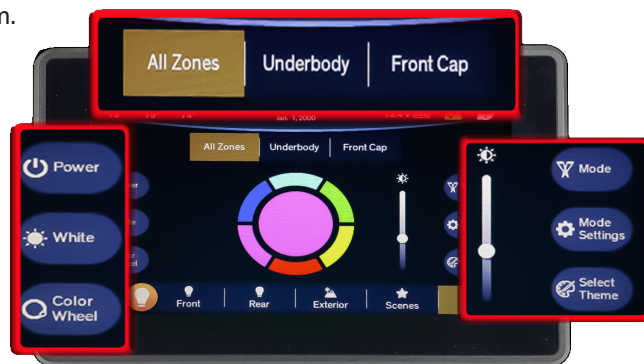 m.
All Zones Underbody Front Cap
Jan. 1, 2000
All Zones Underbody Front Cap
Power
White
Color
Wheel
Mode
Mode
Settings
Select
Theme
Front Rear Exterior Scenes